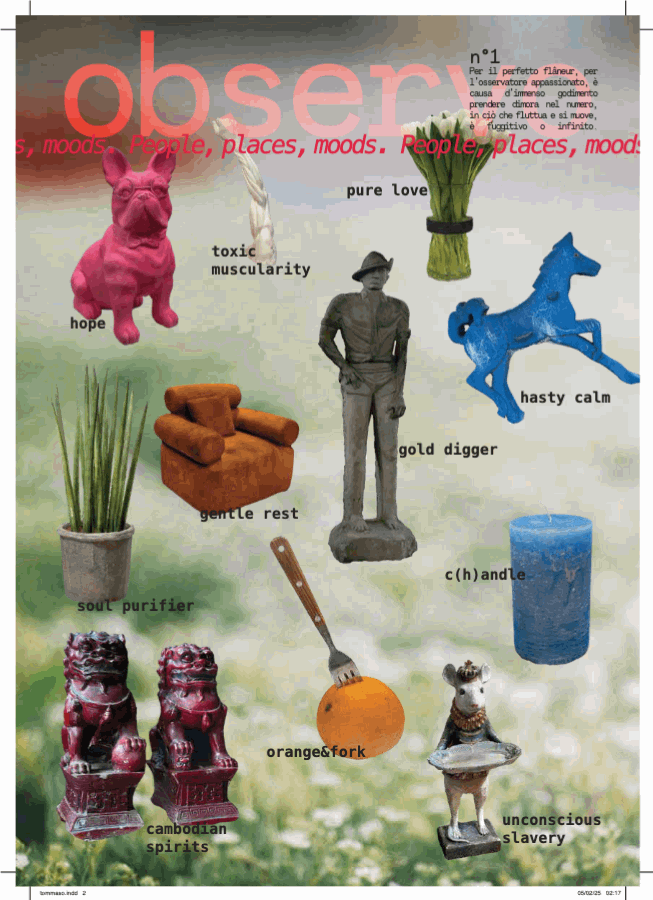 observ
n°1
Per il perfetto flâneur, per
l'osservatore appassionato, è
causa d'immenso godimento
prendere dimora nel numero,
in ciò che fluttua e si muove,
è fuggitivo o infinito.
s, moods. People, places, moods. People, places, moods
pure love
toxic
muscularity
hope
hasty calm
gold digger
gentle rest
c(h)andle
soul purifier
orange&fork
cambodian
spirits
unconscious
slavery
tommaso.indd 2
05/02/25 02:17